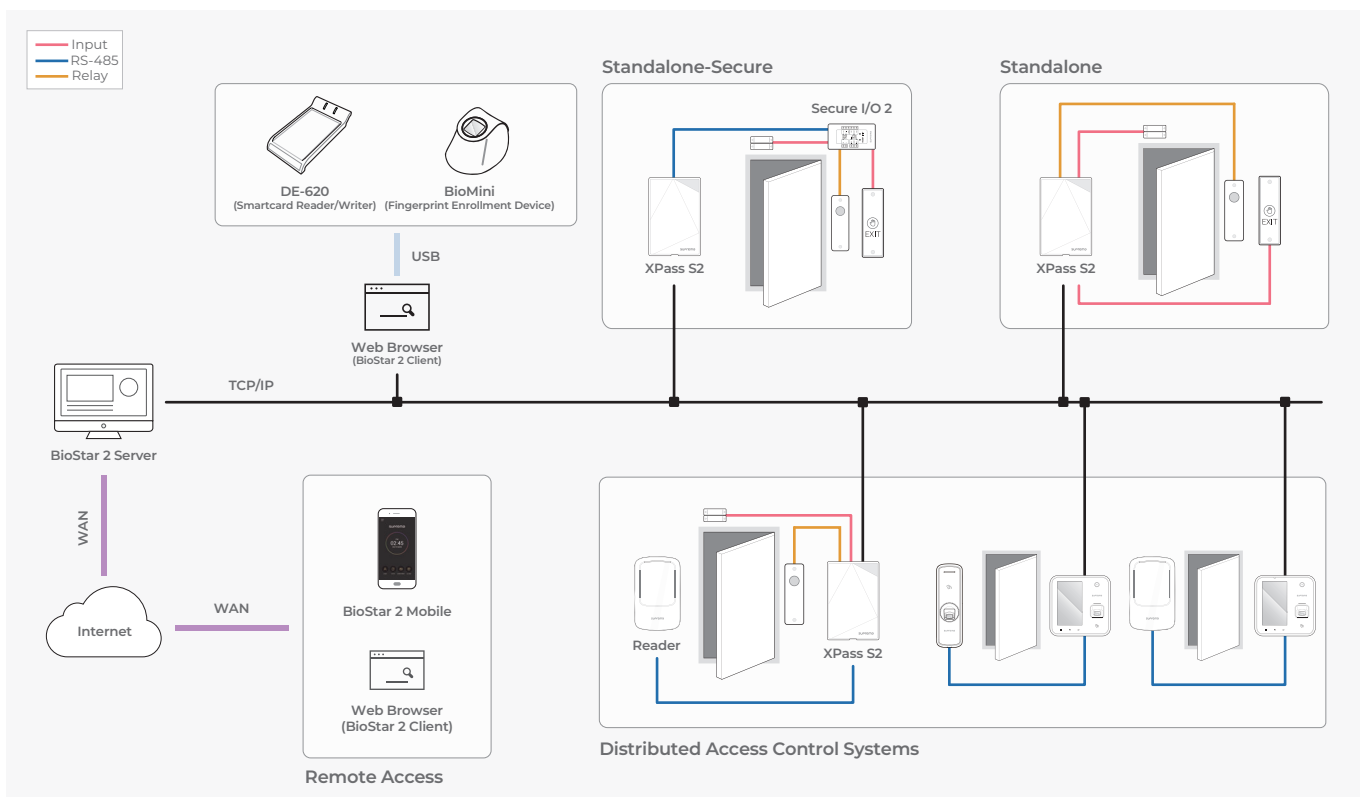 Input
RS-485
Relay
DE-620
(Smartcard Reader/Writer)
BioMini
(Fingerprint Enrollment Device)
USB
Web Browser
(BioStar 2 Client)
Standalone-Secure
Secure I/O 2
XPass S2
EXIT
Standalone
XPass S2
EXIT
TCP/IP
BioStar 2 Server
WAN
Internet
WAN
BioStar 2 Mobile
Web Browser
(BioStar 2 Client)
Remote Access
Reader
XPass S2
Distributed Access Control Systems